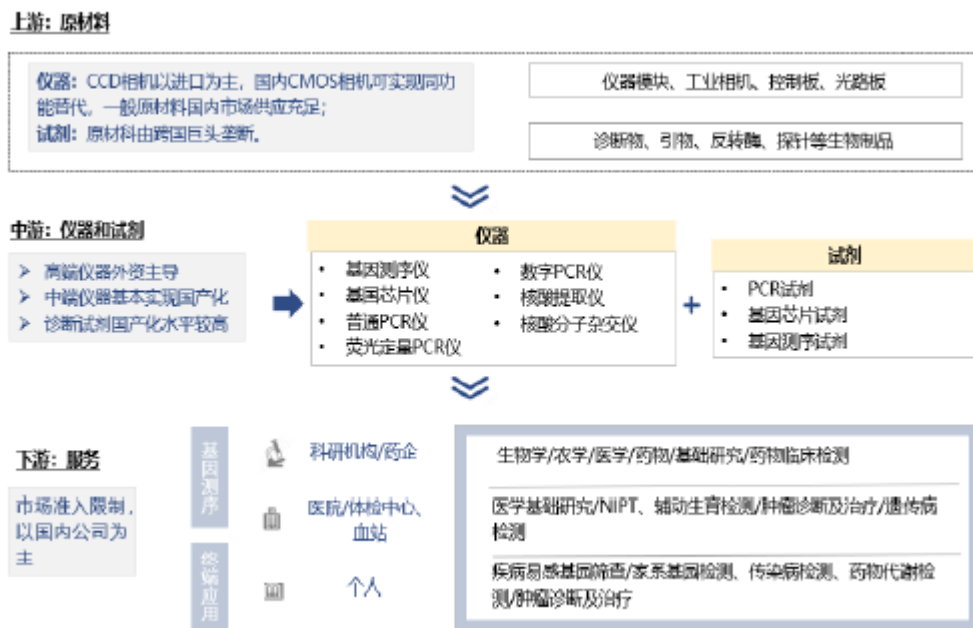 上游：原材料
仪器：CCD相机以进口为主，国内CMOS相机可实现同功
能替代，一般原材料国内市场供应充足；
试剂：原材料由跨国巨头垄断。
仪器模块、工业相机、控制板、光路板
诊断物、引物、反转酶、探针等生物制品
中游：仪器和试剂
高端仪器外资主导
中端仪器基本实现国产化
诊断试剂国产化水平较高
仪器
基因测序仪
基国芯片仪
普通PCR仪
荧光定量PCR仪
数字PCR仪
核酸提取仪
核酸分子杂交仪
+
试剂
PCR试剂
基因芯片试剂
基因测序试剂
下游：服务
市场准入限制，
以国内公司为
主
基因测序
终端应用
科研机构/药企
医院/体检中心、
血站
个人
生物学/农学/医学/药物/基础研究/药物临床检测
医学基础研究/NIPT、辅助生育检测/肿瘤诊断及治疗/遗传病
检测
疾病易感基因筛查/家系基因检测、传染病检测、药物代谢检
测/肿瘤诊断及治疗